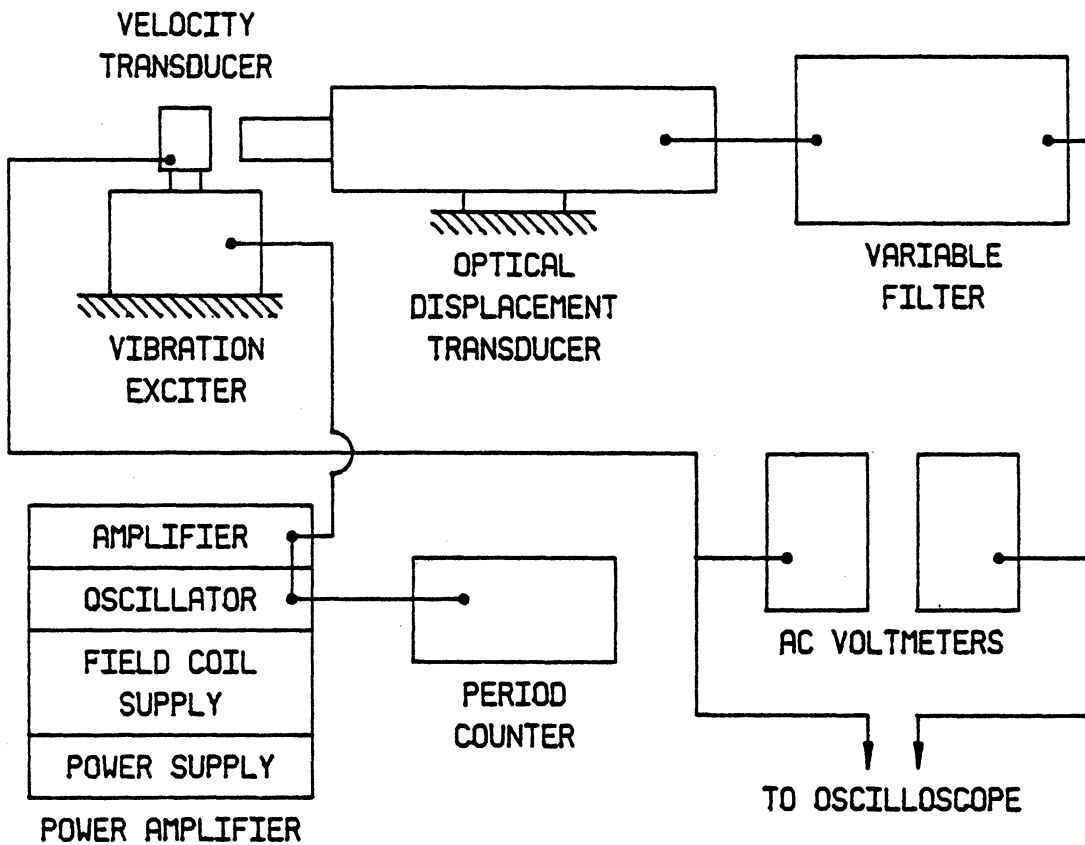 VELOCITY
TRANSDUCER
OPTICAL
DISPLACEMENT
TRANSDUCER
VARIABLE
FILTER
VIBRATION
EXCITER
AMPLIFIER
OSCILLATOR
FIELD COIL
SUPPLY
POWER SUPPLY
POWER AMPLIFIER
PERIOD
COUNTER
AC VOLTMETERS
TO OSCILLOSCOPE